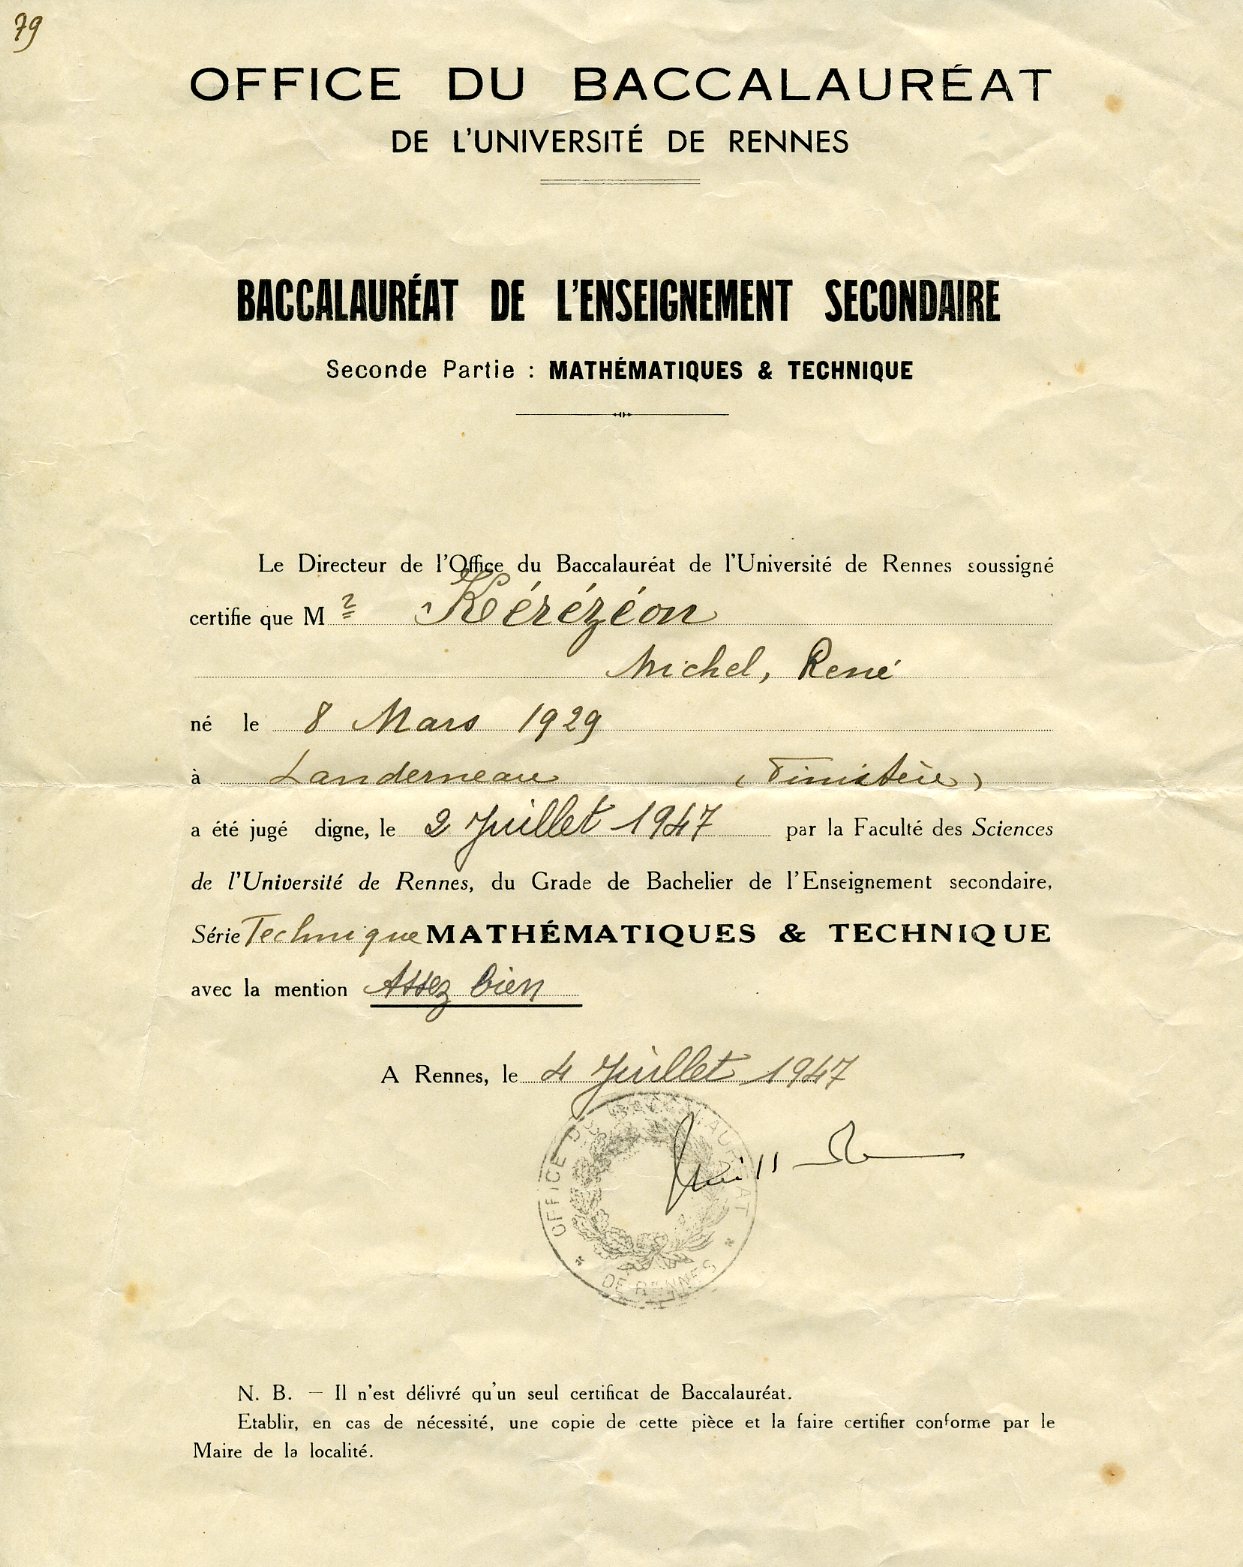 79
OFFICE DU BACCALAURÉAT
DE L'UNIVERSITÉ DE RENNES
BACCALAURÉAT DE L'ENSEIGNEMENT SECONDAIRE
Seconde Partie : MATHÉMATIQUES & TECHNIQUE
Le Directeur de l'Office du Baccalauréat de l'Université de Rennes soussigné
certifie que Mr Kérézéon
Michel, René
né le 8 Mars 1929
à Landerneau (Finistère)
a été jugé digne, le 2 Juillet 1947 par la Faculté des Sciences
de l'Université de Rennes, du Grade de Bachelier de l'Enseignement secondaire,
Série Technique MATHÉMATIQUES & TECHNIQUE
avec la mention Assez bien
A Rennes, le 4 Juillet 1947
OFFICE DU BACCALAURÉAT
DE RENNES
N. B. — Il n'est délivré qu'un seul certificat de Baccalauréat.
Etablir, en cas de nécessité, une copie de cette pièce et la faire certifier conforme par le
Maire de la localité.